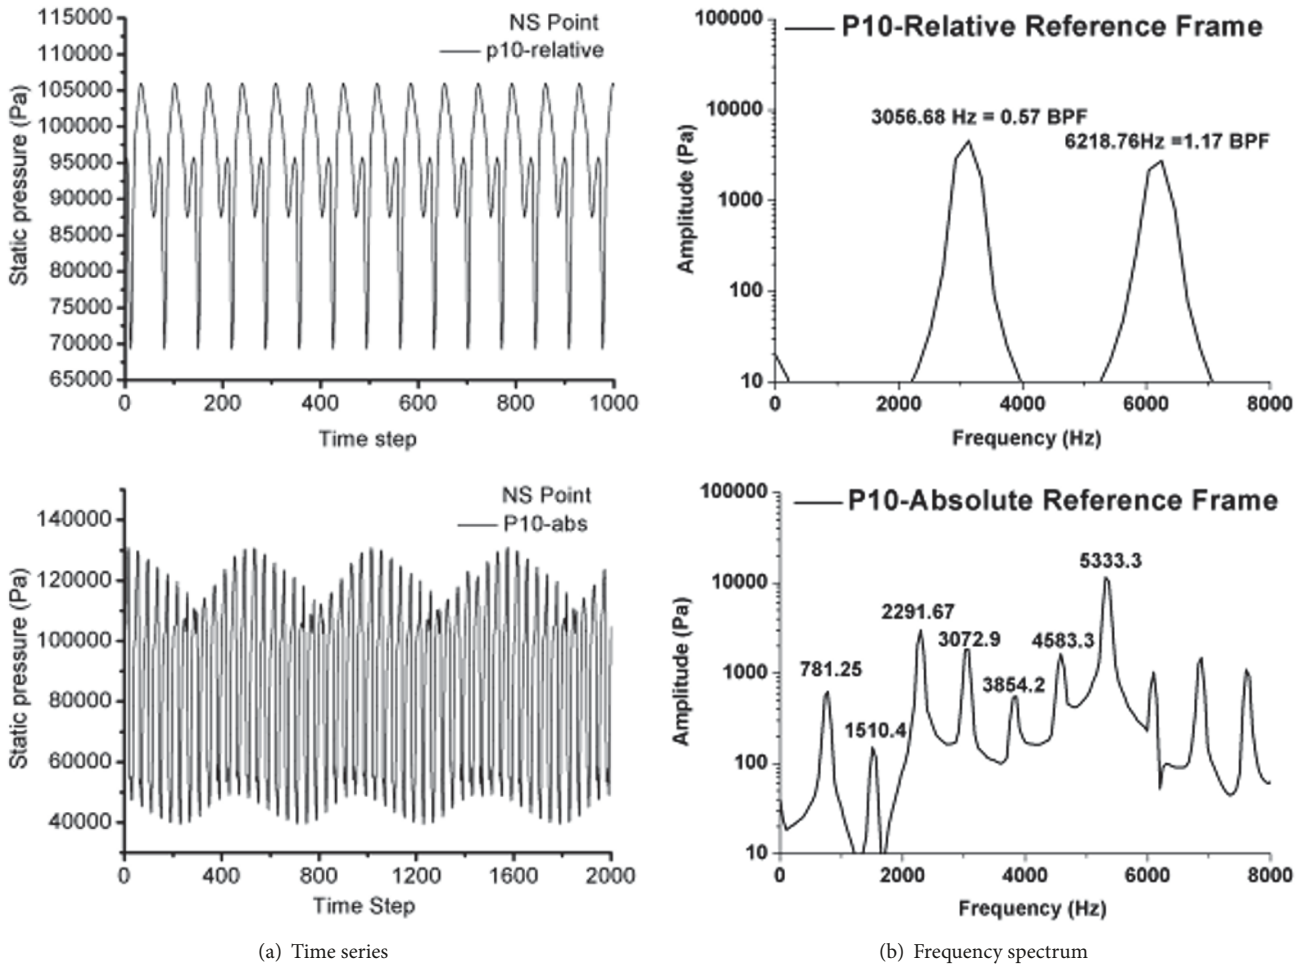 NS Point
p10-relative
115000
110000
105000
100000
95000
90000
85000
80000
75000
70000
65000
Static pressure (Pa)
0 200 400 600 800 1000
Time step
P10-Relative Reference Frame
3056.68 Hz = 0.57 BPF
6218.76Hz =1.17 BPF
100000
10000
1000
100
10
Amplitude (Pa)
0 2000 4000 6000 8000
Frequency (Hz)
NS Point
P10-abs
140000
120000
100000
80000
60000
40000
Static pressure (Pa)
0 400 800 1200 1600 2000
Time Step
P10-Absolute Reference Frame
781.25
1510.4
2291.67
3072.9
3854.2
4583.3
5333.3
100000
10000
1000
100
10
Amplitude (Pa)
0 2000 4000 6000 8000
Frequency (Hz)
(a) Time series
(b) Frequency spectrum